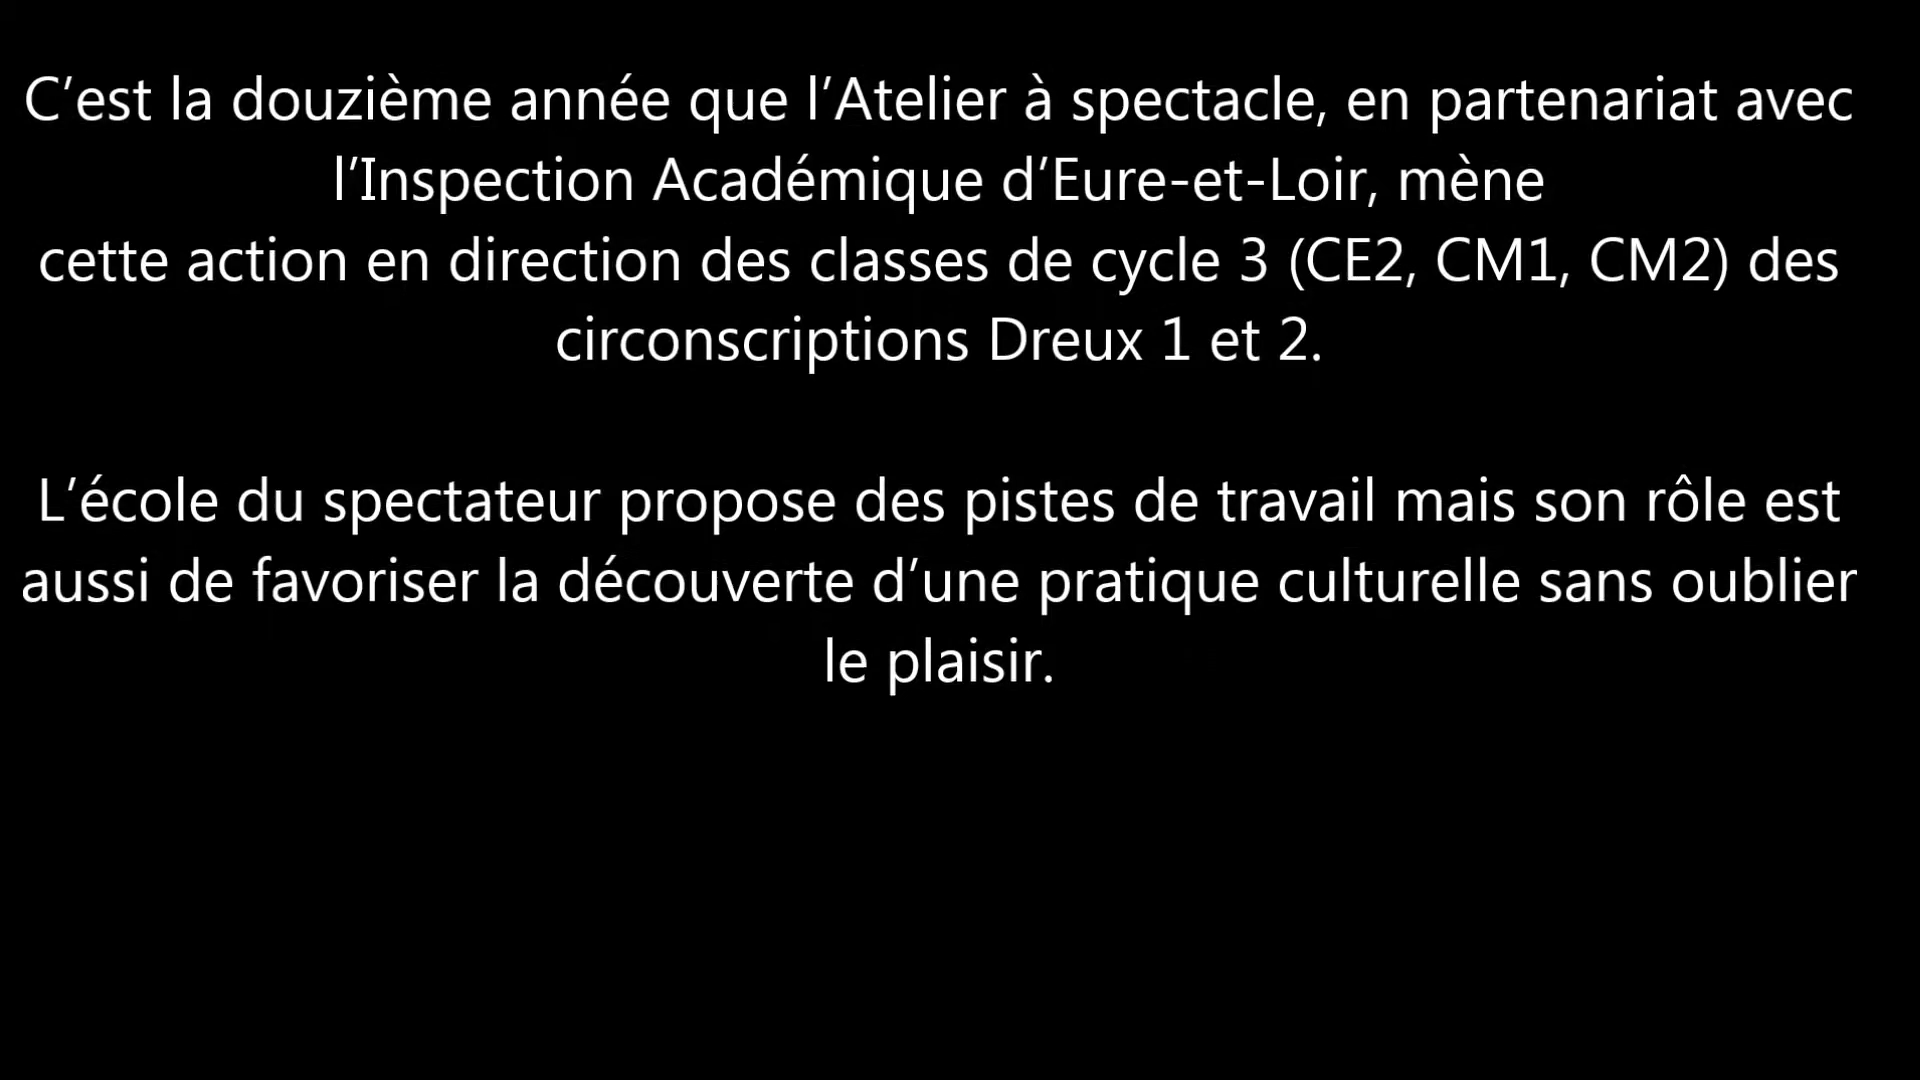 C’est la douzième année que l’Atelier à spectacle, en partenariat avec
l’Inspection Académique d’Eure-et-Loir, mène
cette action en direction des classes de cycle 3 (CE2, CM1, CM2) des
circonscriptions Dreux 1 et 2.
L’école du spectateur propose des pistes de travail mais son rôle est
aussi de favoriser la découverte d’une pratique culturelle sans oublier
le plaisir.